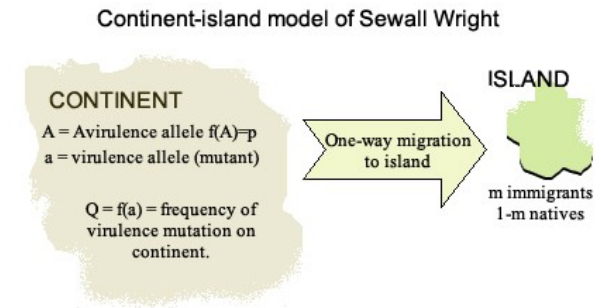 Continent-island model of Sewall Wright
CONTINENT
A = Avirulence allele f(A)=p
a = virulence allele (mutant)
Q = f(a) = frequency of
virulence mutation on
continent.
One-way migration
to island
ISLAND
m immigrants
1-m natives